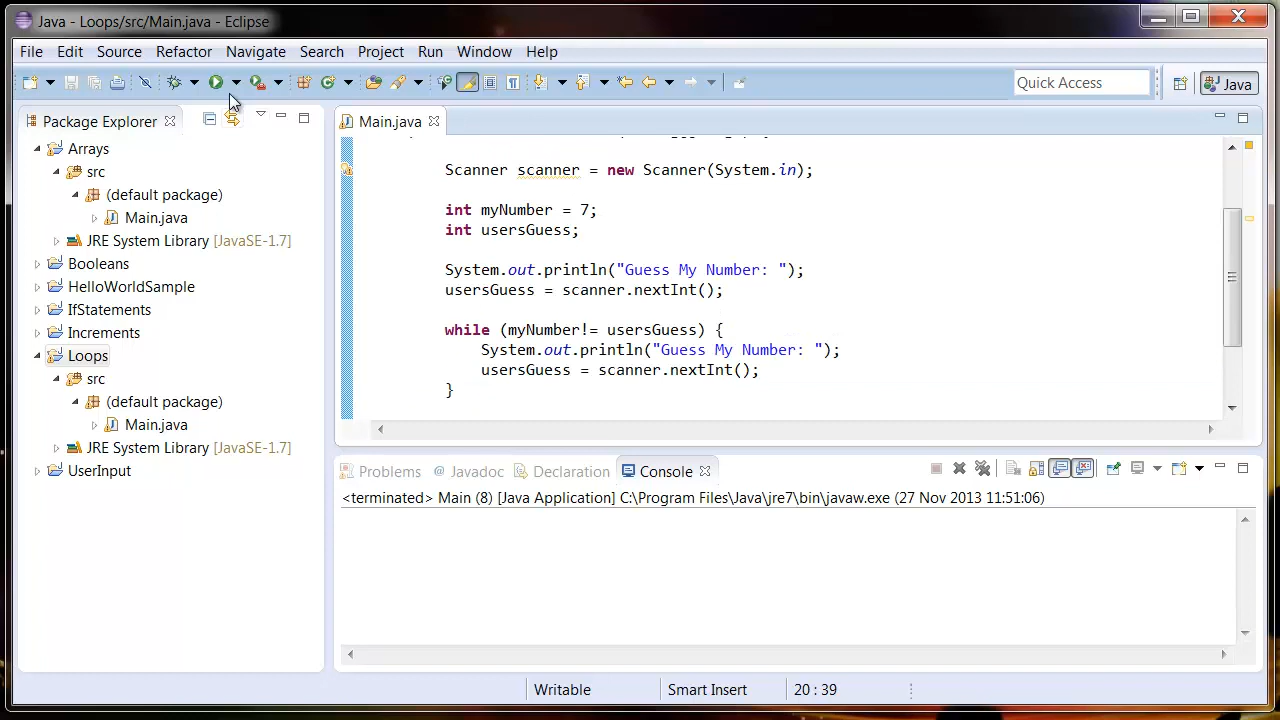 Java - Loops/src/Main.java - Eclipse
File Edit Source Refactor Navigate Search Project Run Window Help
Quick Access
Java
Package Explorer
Arrays
src
(default package)
Main.java
JRE System Library [JavaSE-1.7]
Booleans
HelloWorldSample
IfStatements
Increments
Loops
src
(default package)
Main.java
JRE System Library [JavaSE-1.7]
UserInput
Main.java
Scanner scanner = new Scanner(System.in);
int myNumber = 7;
int usersGuess;
System.out.println("Guess My Number: ");
usersGuess = scanner.nextInt();
while (myNumber!= usersGuess) {
System.out.println("Guess My Number: ");
usersGuess = scanner.nextInt();
}
Problems @ Javadoc Declaration Console
<terminated> Main (8) [Java Application] C:\Program Files\Java\jre7\bin\javaw.exe (27 Nov 2013 11:51:06)
Writable Smart Insert 20 : 39